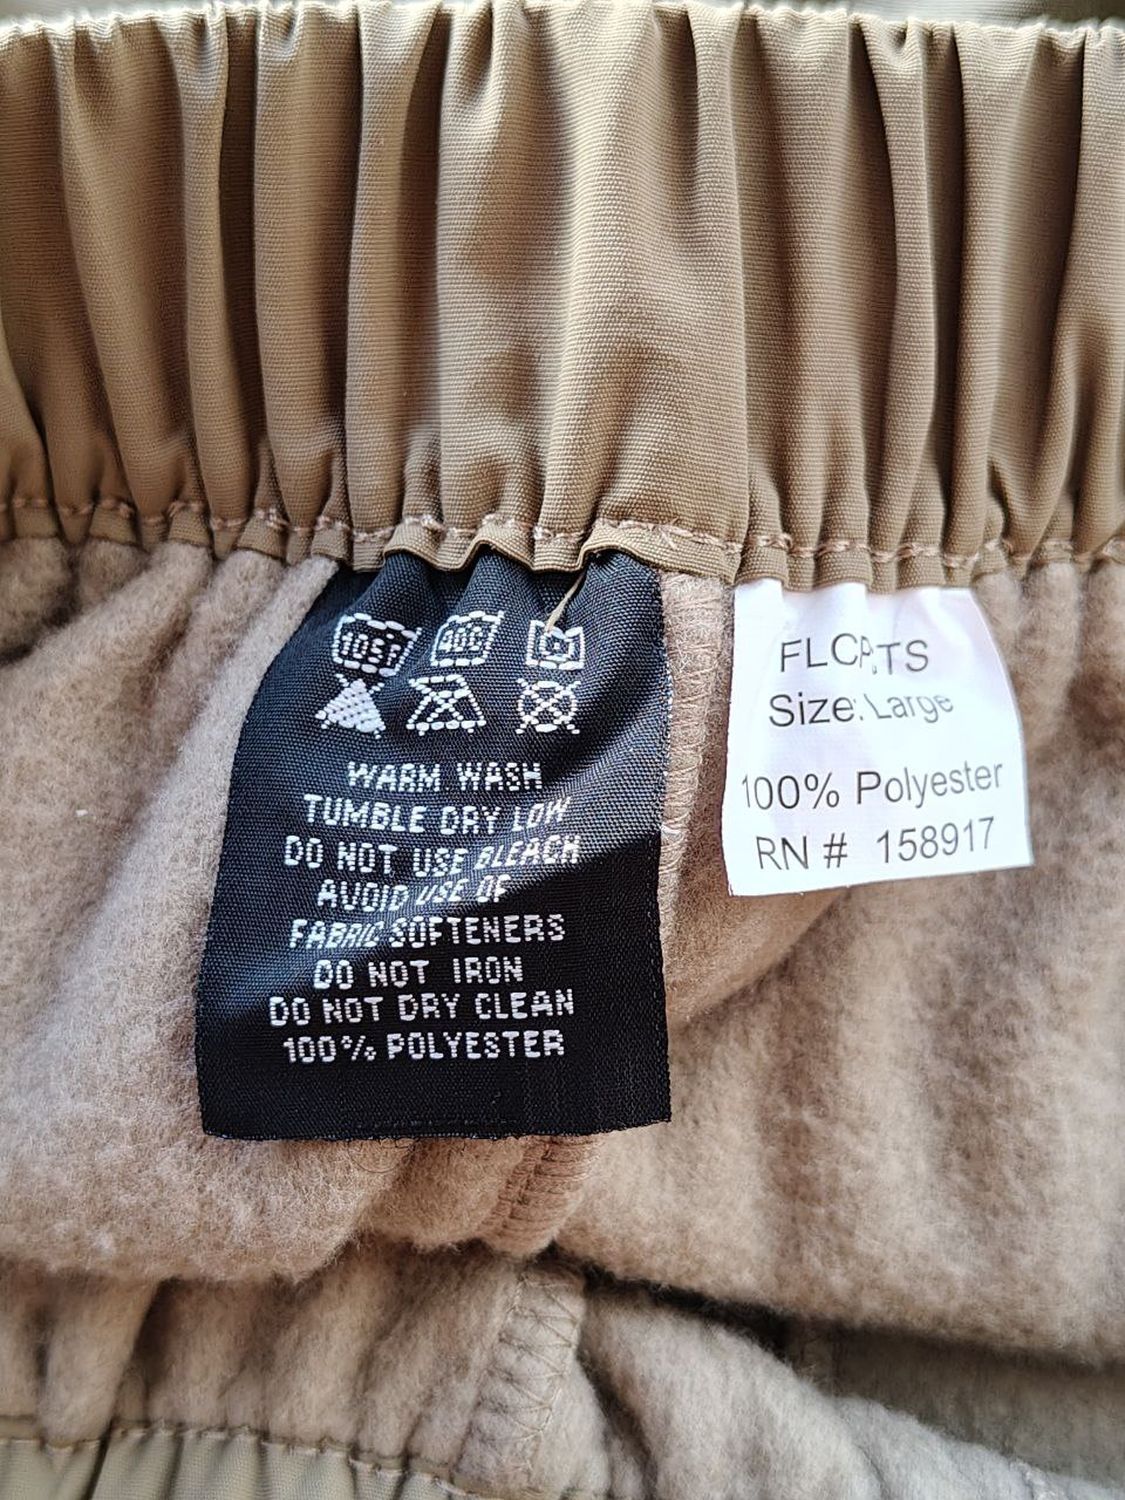 WARM WASH
TUMBLE DRY LOW
DO NOT USE BLEACH
AVOID USE OF
FABRIC SOFTENERS
DO NOT IRON
DO NOT DRY CLEAN
100% POLYESTER
Size: Large
100% Polyester
RN # 158917